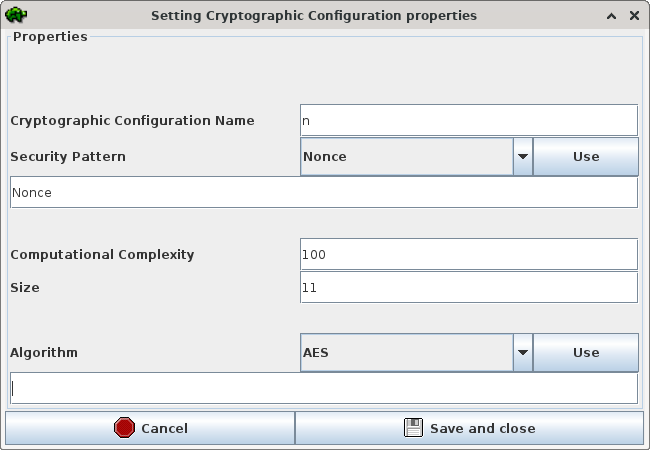 Setting Cryptographic Configuration properties
Properties
Cryptographic Configuration Name n
Security Pattern Nonce Use
Nonce
Computational Complexity 100
Size 11
Algorithm AES Use
Cancel Save and close